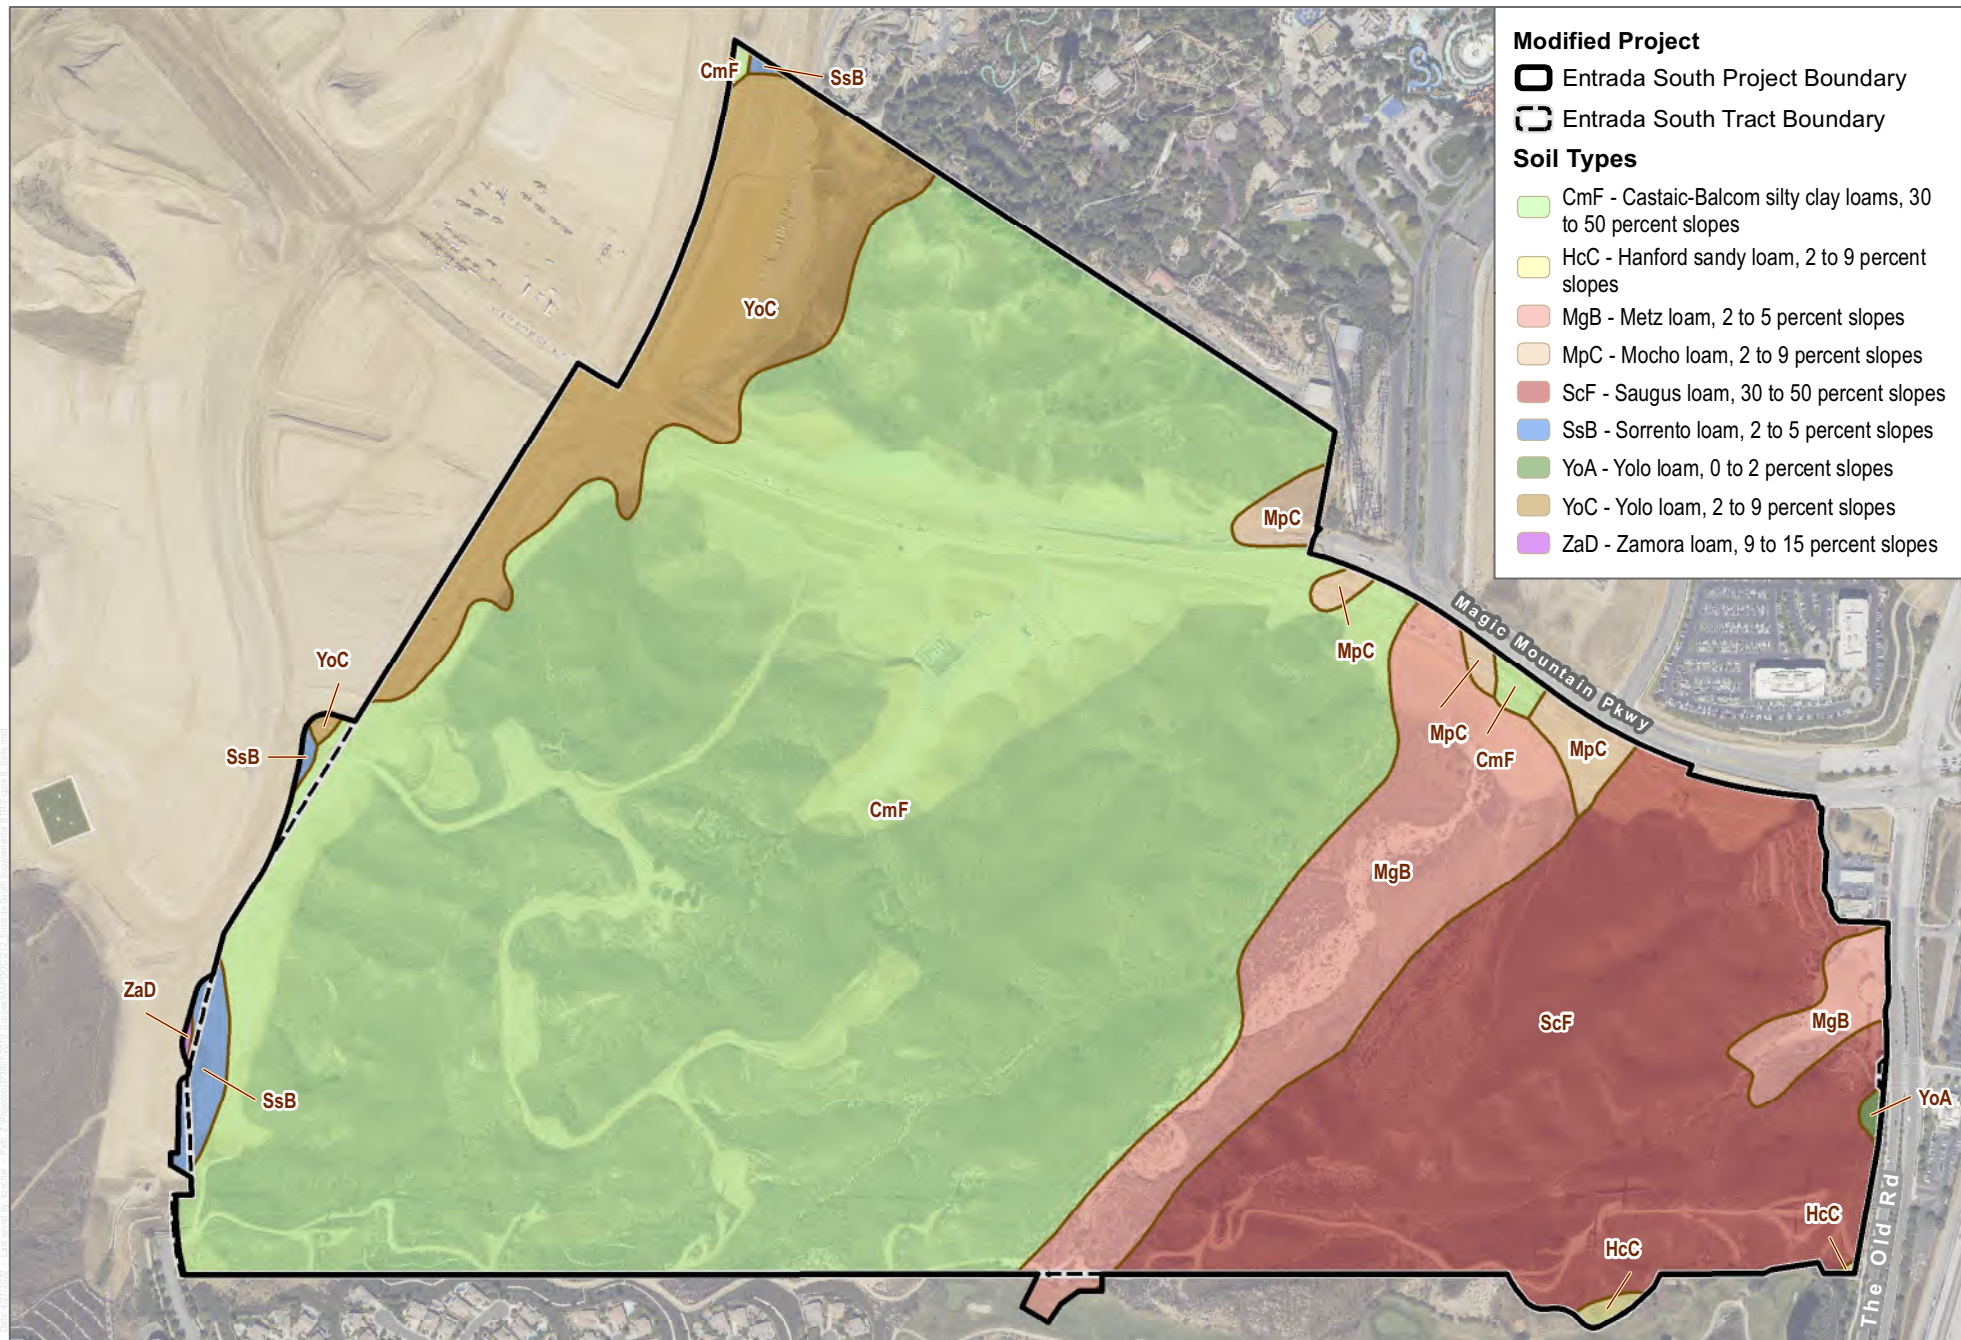 Modified Project
Entrada South Project Boundary
Entrada South Tract Boundary
Soil Types
CmF - Castaic-Balcom silty clay loams, 30
to 50 percent slopes
HcC - Hanford sandy loam, 2 to 9 percent
slopes
MgB - Metz loam, 2 to 5 percent slopes
MpC - Mocho loam, 2 to 9 percent slopes
ScF - Saugus loam, 30 to 50 percent slopes
SsB - Sorrento loam, 2 to 5 percent slopes
YoA - Yolo loam, 0 to 2 percent slopes
YoC - Yolo loam, 2 to 9 percent slopes
ZaD - Zamora loam, 9 to 15 percent slopes
CmF
SsB
YoC
MpC
Magic Mountain Pkwy
MpC
YoC
MpC
CmF
MpC
SsB
CmF
MgB
ZaD
ScF
MgB
SsB
YoA
HcC
HcC
The Old Rd